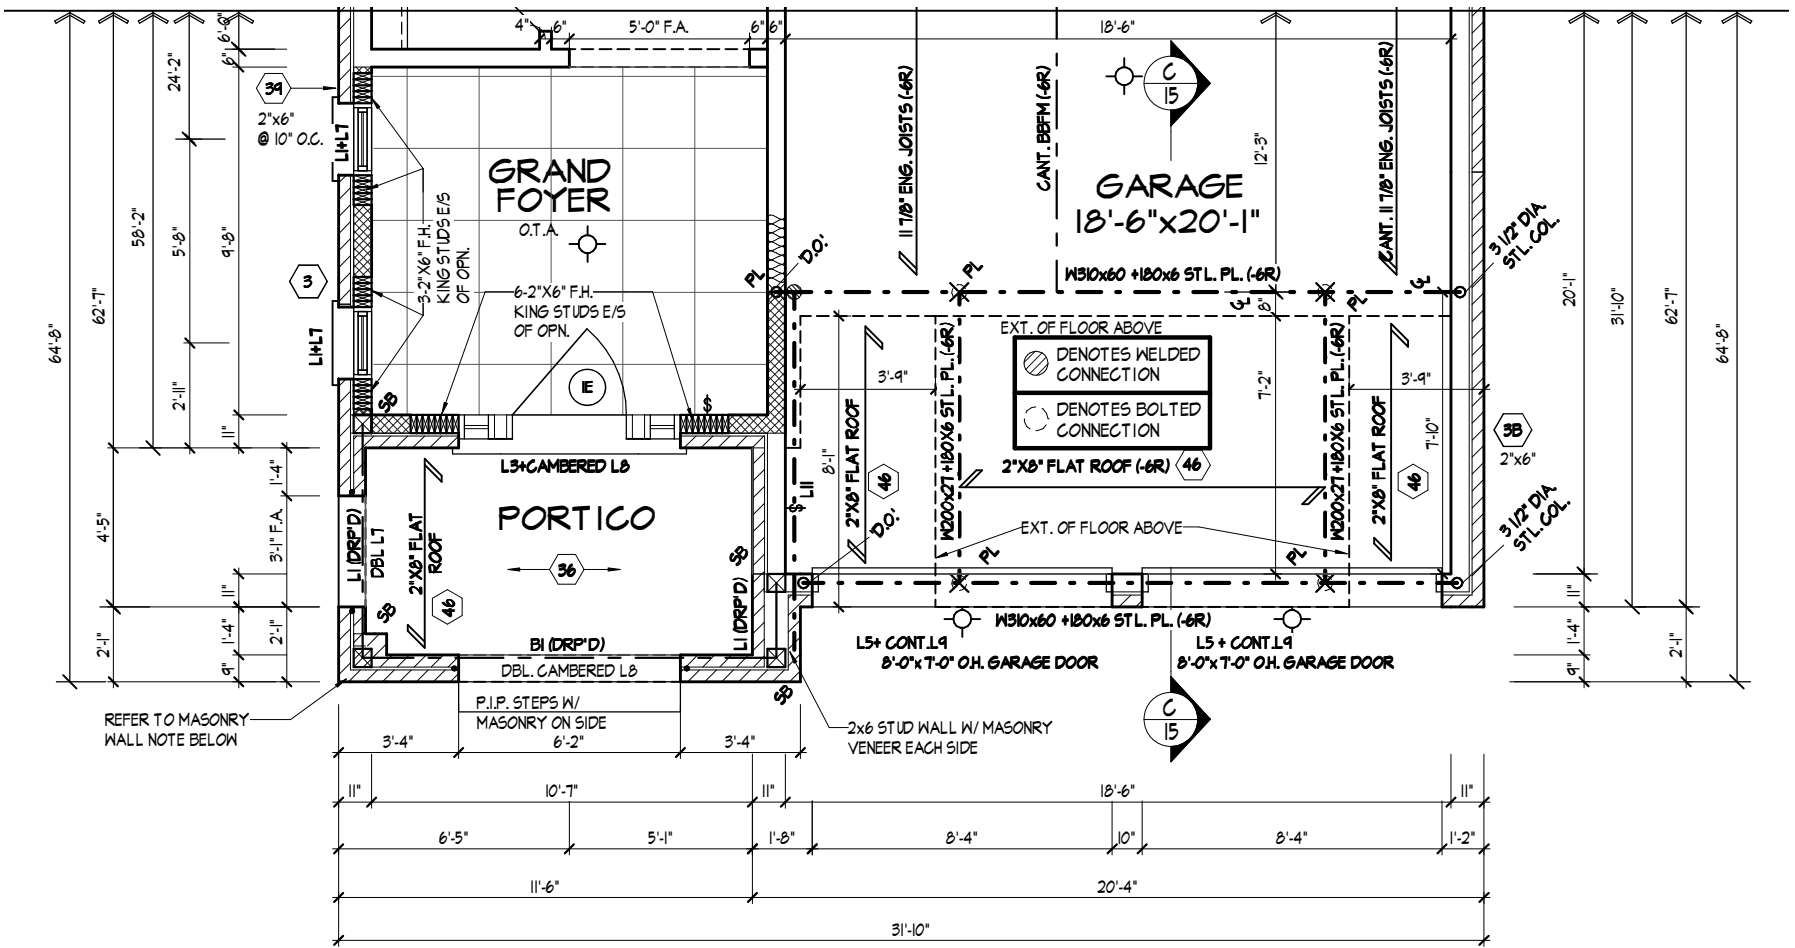 4" 6" 5'-0" F.A. 6" 6" 18'-6"
6'-0"
6"
24'-2"
39
2"x6"
@ 10" O.C.
L1+L7
GRAND
FOYER
O.T.A.
3-2"X6" F.H.
KING STUDS E/S
OF OPN.
6-2"X6" F.H.
KING STUDS E/S
OF OPN.
3
L1+L7
58'-2"
5'-8"
9'-8"
62'-7"
64'-8"
2'-11"
11"
SB
1E
S
PL
'D.O.'
11 7/8" ENG. JOISTS (-6R)
CANT. BBFM (-6R)
C
15
12'-3"
CANT. 11 7/8" ENG. JOISTS (-6R)
GARAGE
18'-6"x20'-1"
3 1/2" DIA.
STL. COL.
PL
W310x60 +180x6 STL. PL. (-6R)
CL
PL
CL
8"
20'-1"
31'-10"
62'-7"
64'-8"
EXT. OF FLOOR ABOVE
DENOTES WELDED
CONNECTION
DENOTES BOLTED
CONNECTION
3'-9"
3'-9"
7'-2"
7'-10"
8'-1"
2"X8" FLAT ROOF
46
W200x27 +180X6 STL. PL. (-6R)
2"X8" FLAT ROOF (-6R) 46
W200x27 +180X6 STL. PL. (-6R)
2"X8" FLAT ROOF
46
3B
2"x6"
EXT. OF FLOOR ABOVE
3 1/2" DIA.
STL. COL.
L11
S
'D.O.'
PL
PL
L3+CAMBERED L8
PORTICO
36
2"X8" FLAT
ROOF
46
L1 (DRP'D)
DBL L7
SB
SB
L1 (DRP'D)
B1 (DRP'D)
DBL. CAMBERED L8
1'-4"
4'-5"
3'-1" F.A.
11"
2'-1"
1'-4"
2'-1"
9"
W310x60 +180x6 STL. PL. (-6R)
L5+ CONT.L9
8'-0"x 7'-0" O.H. GARAGE DOOR
L5 + CONT.L9
8'-0"x 7'-0" O.H. GARAGE DOOR
11"
1'-4"
2'-1"
9"
SB
REFER TO MASONRY
WALL NOTE BELOW
P.I.P. STEPS W/
MASONRY ON SIDE
2x6 STUD WALL W/ MASONRY
VENEER EACH SIDE
C
15
3'-4" 6'-2" 3'-4"
11" 10'-7" 11" 18'-6" 11"
6'-5" 5'-1" 1'-8" 8'-4" 10" 8'-4" 1'-2"
11'-6" 20'-4"
31'-10"